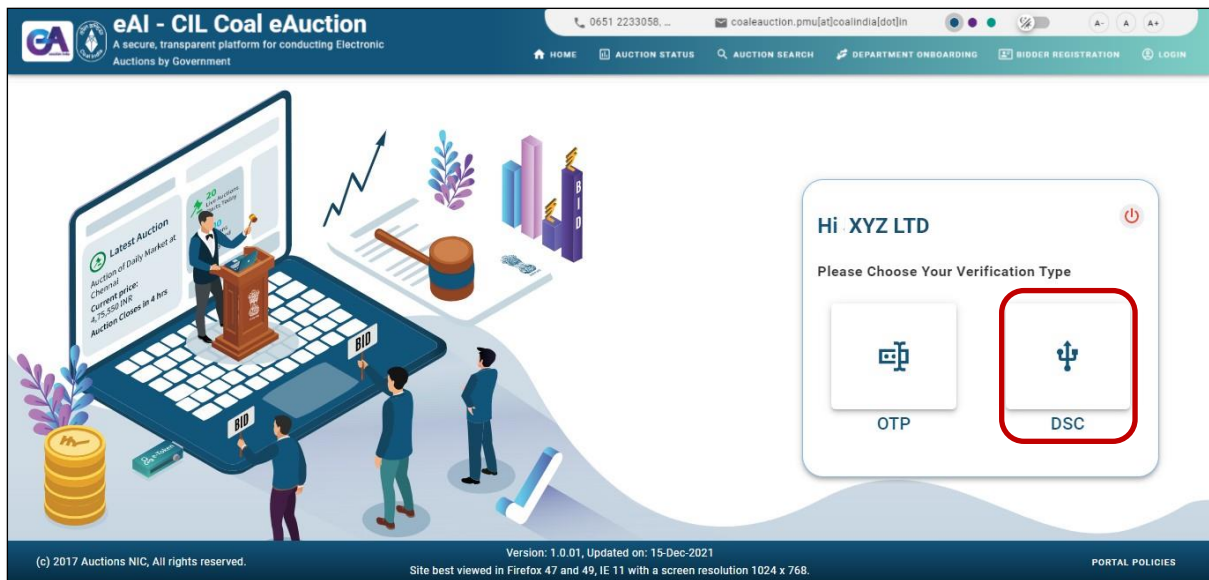 eAI - CIL Coal eAuction
A secure, transparent platform for conducting Electronic
Auctions by Government
0651 2233058, ...
coaleauction.pmu[at]coalindia[dot]in
A-
A
A+
HOME
AUCTION STATUS
AUCTION SEARCH
DEPARTMENT ONBOARDING
BIDDER REGISTRATION
LOGIN
Latest Auction
Auction of Daily Market at
Chennai
Current price:
4,75,550 INR
Auction Closes in 4 hrs
20
Live Auctions
BID
BID
BID
e-Token
Hi XYZ LTD
Please Choose Your Verification Type
OTP
DSC
(c) 2017 Auctions NIC, All rights reserved.
Version: 1.0.01, Updated on: 15-Dec-2021
Site best viewed in Firefox 47 and 49, IE 11 with a screen resolution 1024 x 768.
PORTAL POLICIES